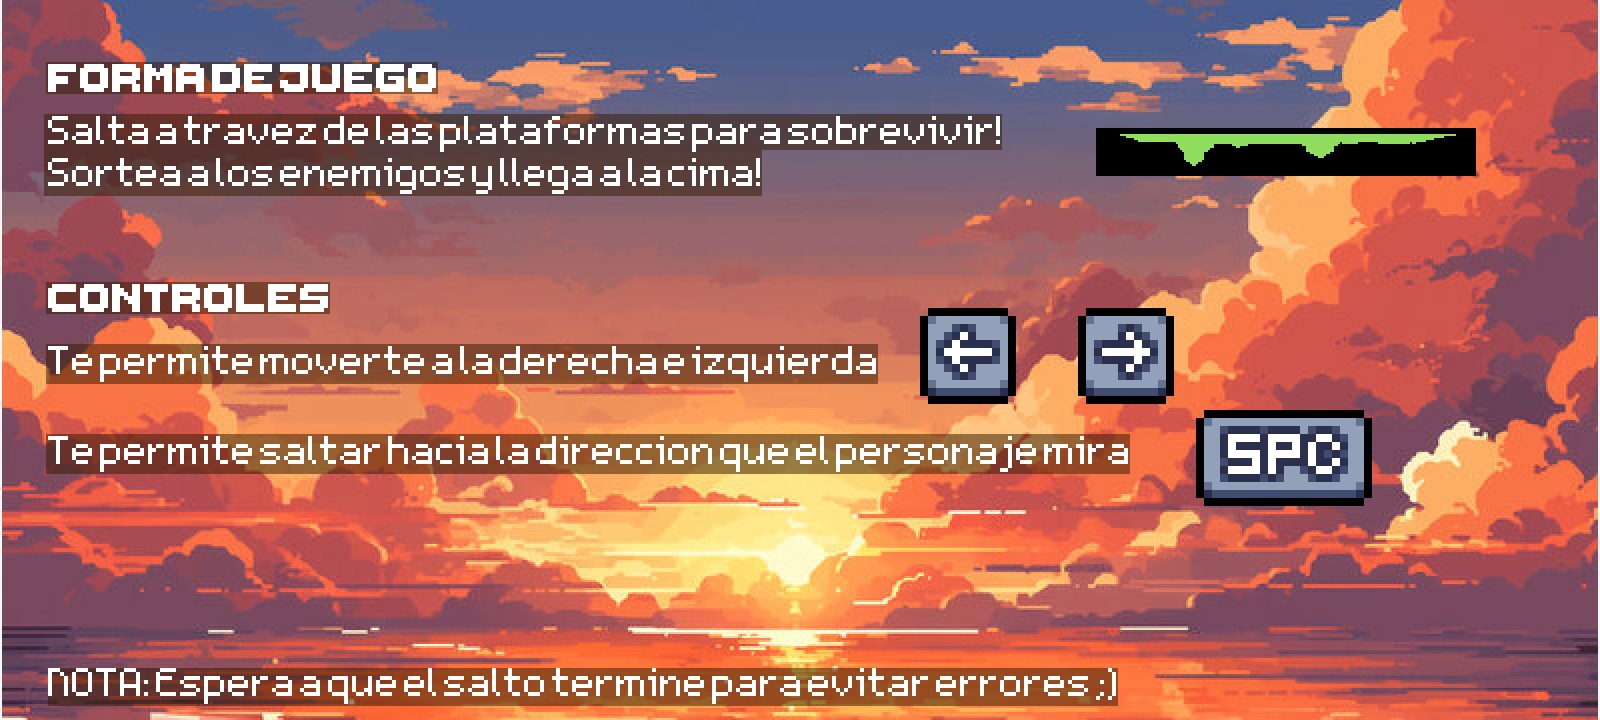 FORMA DE JUEGO
Salta a travez de las plataformas para sobrevivir!
Sortea a los enemigos y llega a la cima!
CONTROLES
Te permite moverte a la derecha e izquierda
Te permite saltar hacia la direccion que el personaje mira
SPC
NOTA: Espera a que el salto termine para evitar errores ;)